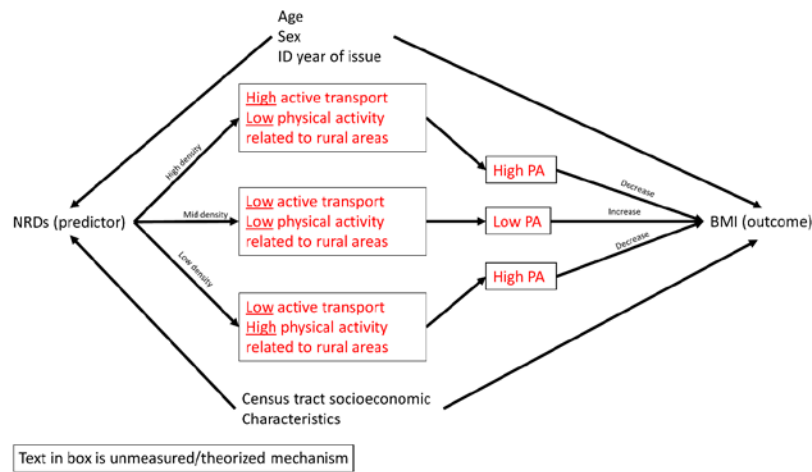 Age
Sex
ID year of issue
High active transport
Low physical activity
related to rural areas
High density
High PA
Dscrease
NRDs (predictor)
Mid density
Low active transport
Low physical activity
related to rural areas
Low PA
Increase
BMI (outcome)
Low density
Decrease
High PA
Low active transport
High physical activity
related to rural areas
Census tract socioeconomic
Characteristics
Text in box is unmeasured/theorized mechanism